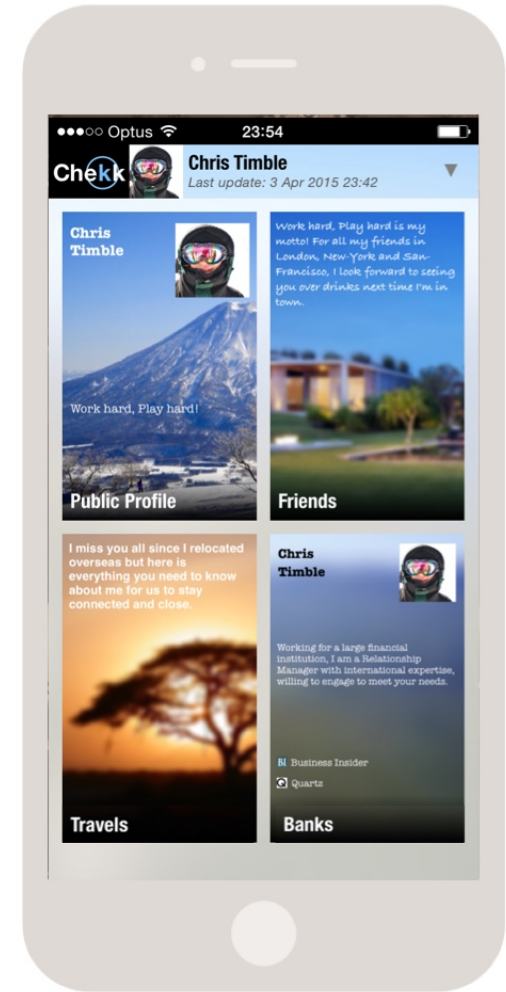 ●●●○○ Optus 23:54
Chekk
Chris Timble
Last update: 3 Apr 2015 23:42
Chris
Timble
Work hard, Play hard!
Public Profile
Work hard, Play hard is my
motto! For all my friends in
London, New-York and San-
Francisco, I look forward to seeing
you over drinks next time I'm in
town.
Friends
I miss you all since I relocated
overseas but here is
everything you need to know
about me for us to stay
connected and close.
Travels
Chris
Timble
Working for a large financial
institution, I am a Relationship
Manager with international expertise,
willing to engage to meet your needs.
BI Business Insider
Q Quartz
Banks